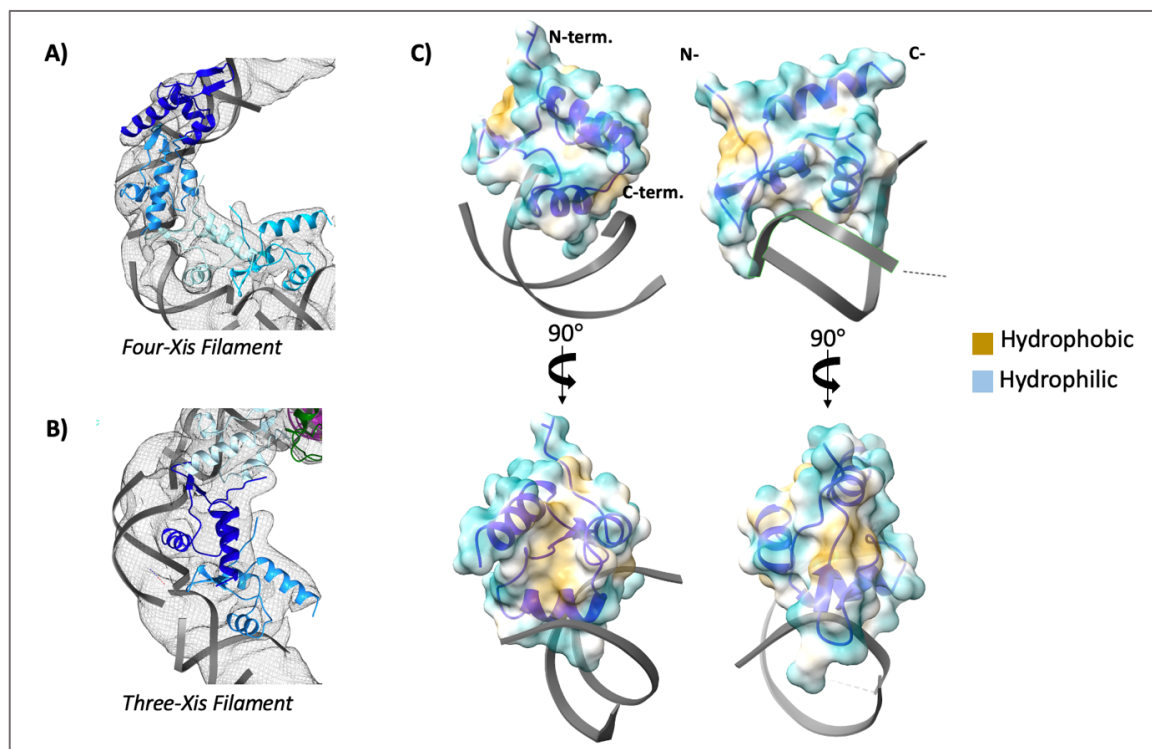 A)
Four-Xis Filament
B)
Three-Xis Filament
C)
N-term.
C-term.
N-
C-
90°
90°
Hydrophobic
Hydrophilic